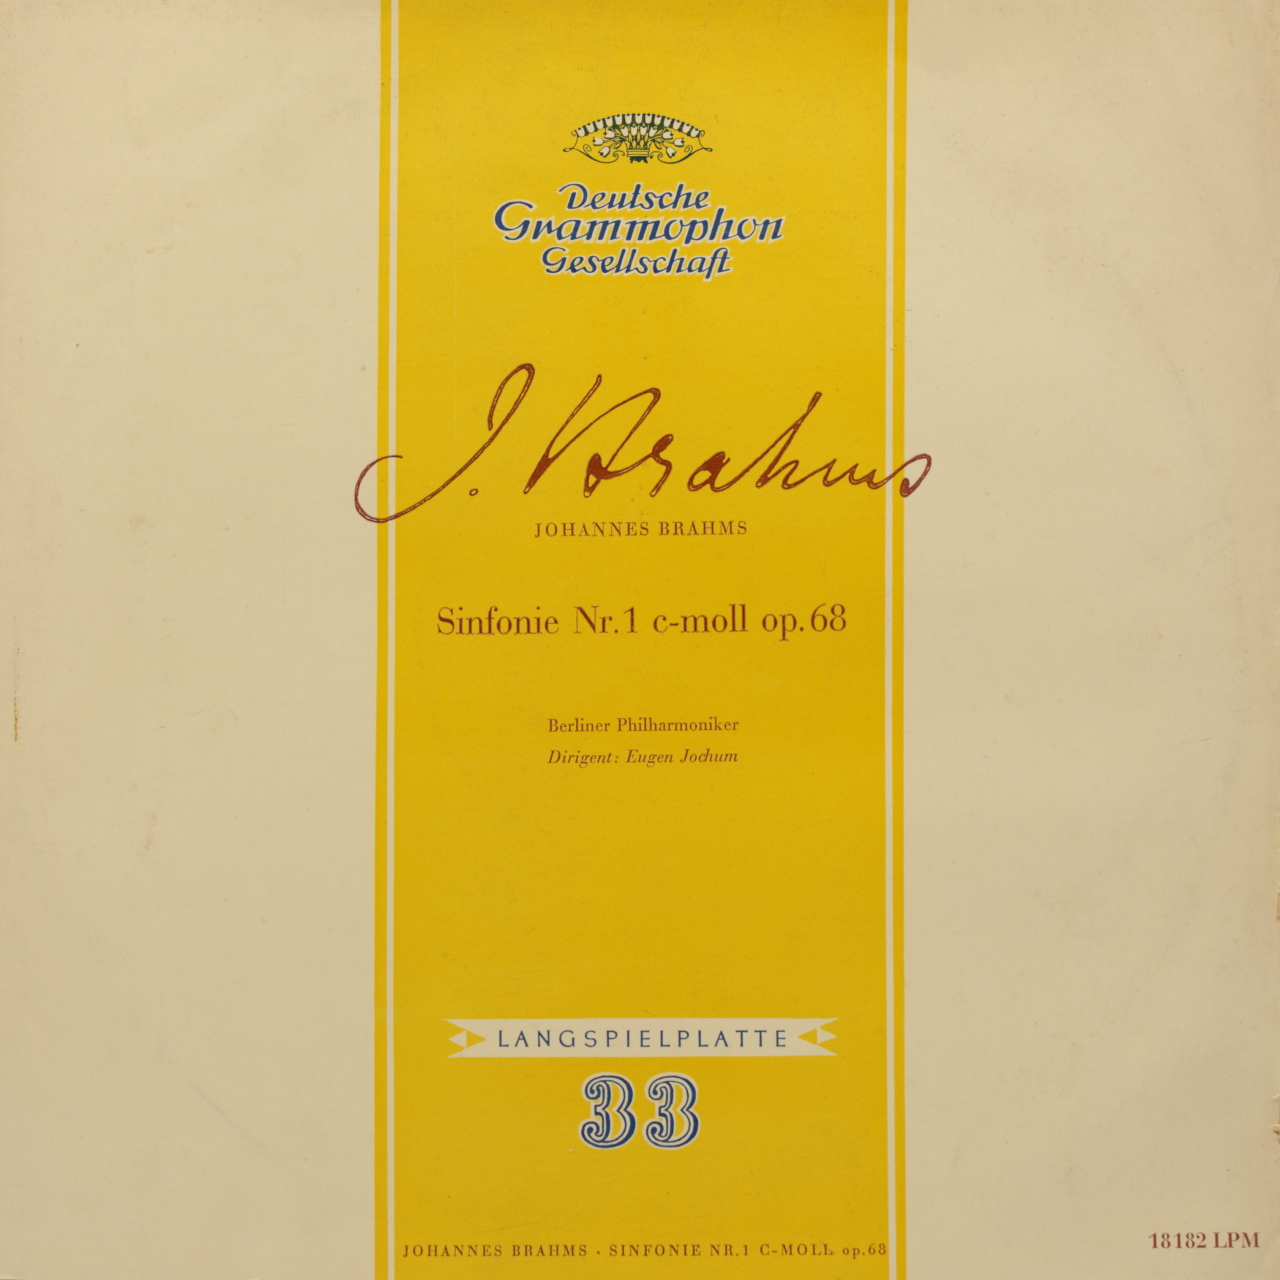 Deutsche
Grammophon
Gesellschaft
J. Brahms
JOHANNES BRAHMS
Sinfonie Nr. 1 c-moll op. 68
Berliner Philharmoniker
Dirigent: Eugen Jochum
LANGSPIELPLATTE
33
JOHANNES BRAHMS · SINFONIE NR. 1 C-MOLL op. 68
18182 LPM